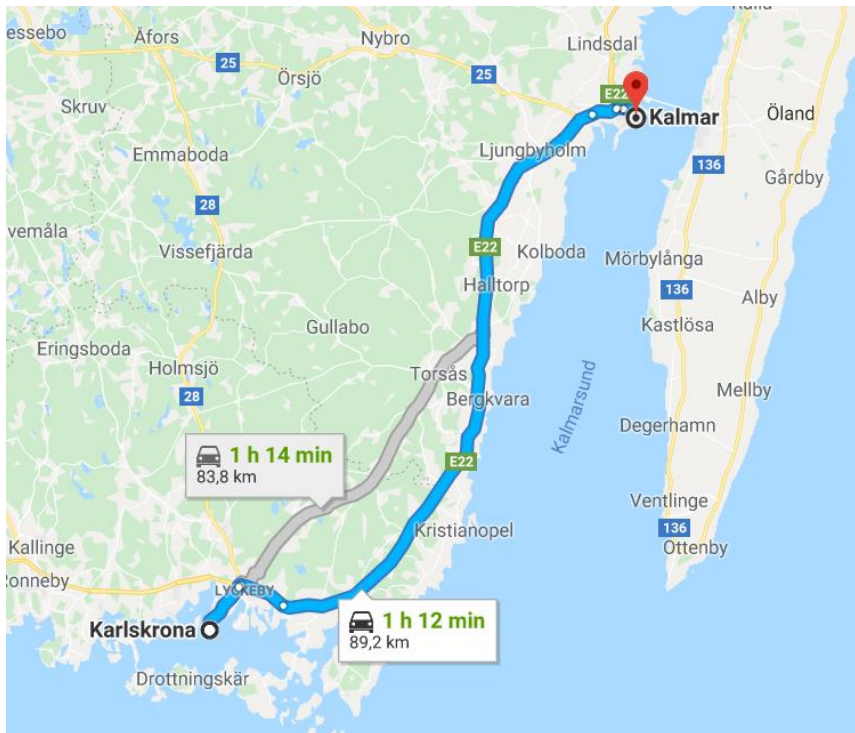 essebo
Åfors
Nybro
Lindsdal
25
Örsjö
25
E22
Skruv
Kalmar
Öland
Emmaboda
Ljungbyholm
136
Gårdby
28
vemåla
Vissefjärda
E22
Kolboda
Mörbylånga
Halltorp
136
Alby
Gullabo
Kastlösa
Eringsboda
Holmsjö
Torsås
Mellby
28
Bergkvara
Kalmarsund
Degerhamn
1 h 14 min
83,8 km
E22
Ventlinge
Kristianopel
136
Kallinge
Ottenby
Ronneby
LYCKEBY
1 h 12 min
89,2 km
Karlskrona
Drottningskär